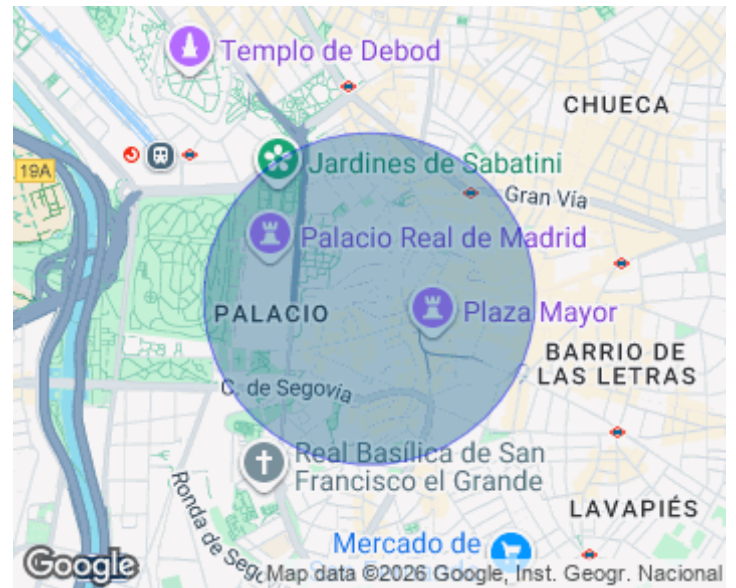 Templo de Debod
CHUECA
Jardines de Sabatini
19A
Gran Vía
Palacio Real de Madrid
PALACIO
Plaza Mayor
BARRIO DE
LAS LETRAS
C. de Segovia
Real Basílica de San
Francisco el Grande
Ronda de Sego
LAVAPIÉS
Mercado de
Google
Map data ©2026 Google, Inst. Geogr. Nacional